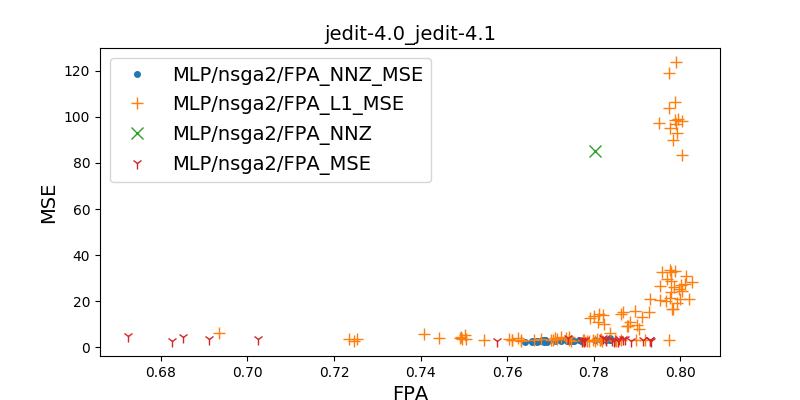 jedit-4.0_jedit-4.1
MLP/nsga2/FPA_NNZ_MSE
MLP/nsga2/FPA_L1_MSE
MLP/nsga2/FPA_NNZ
MLP/nsga2/FPA_MSE
120
100
80
60
40
20
0
MSE
0.68 0.70 0.72 0.74 0.76 0.78 0.80
FPA